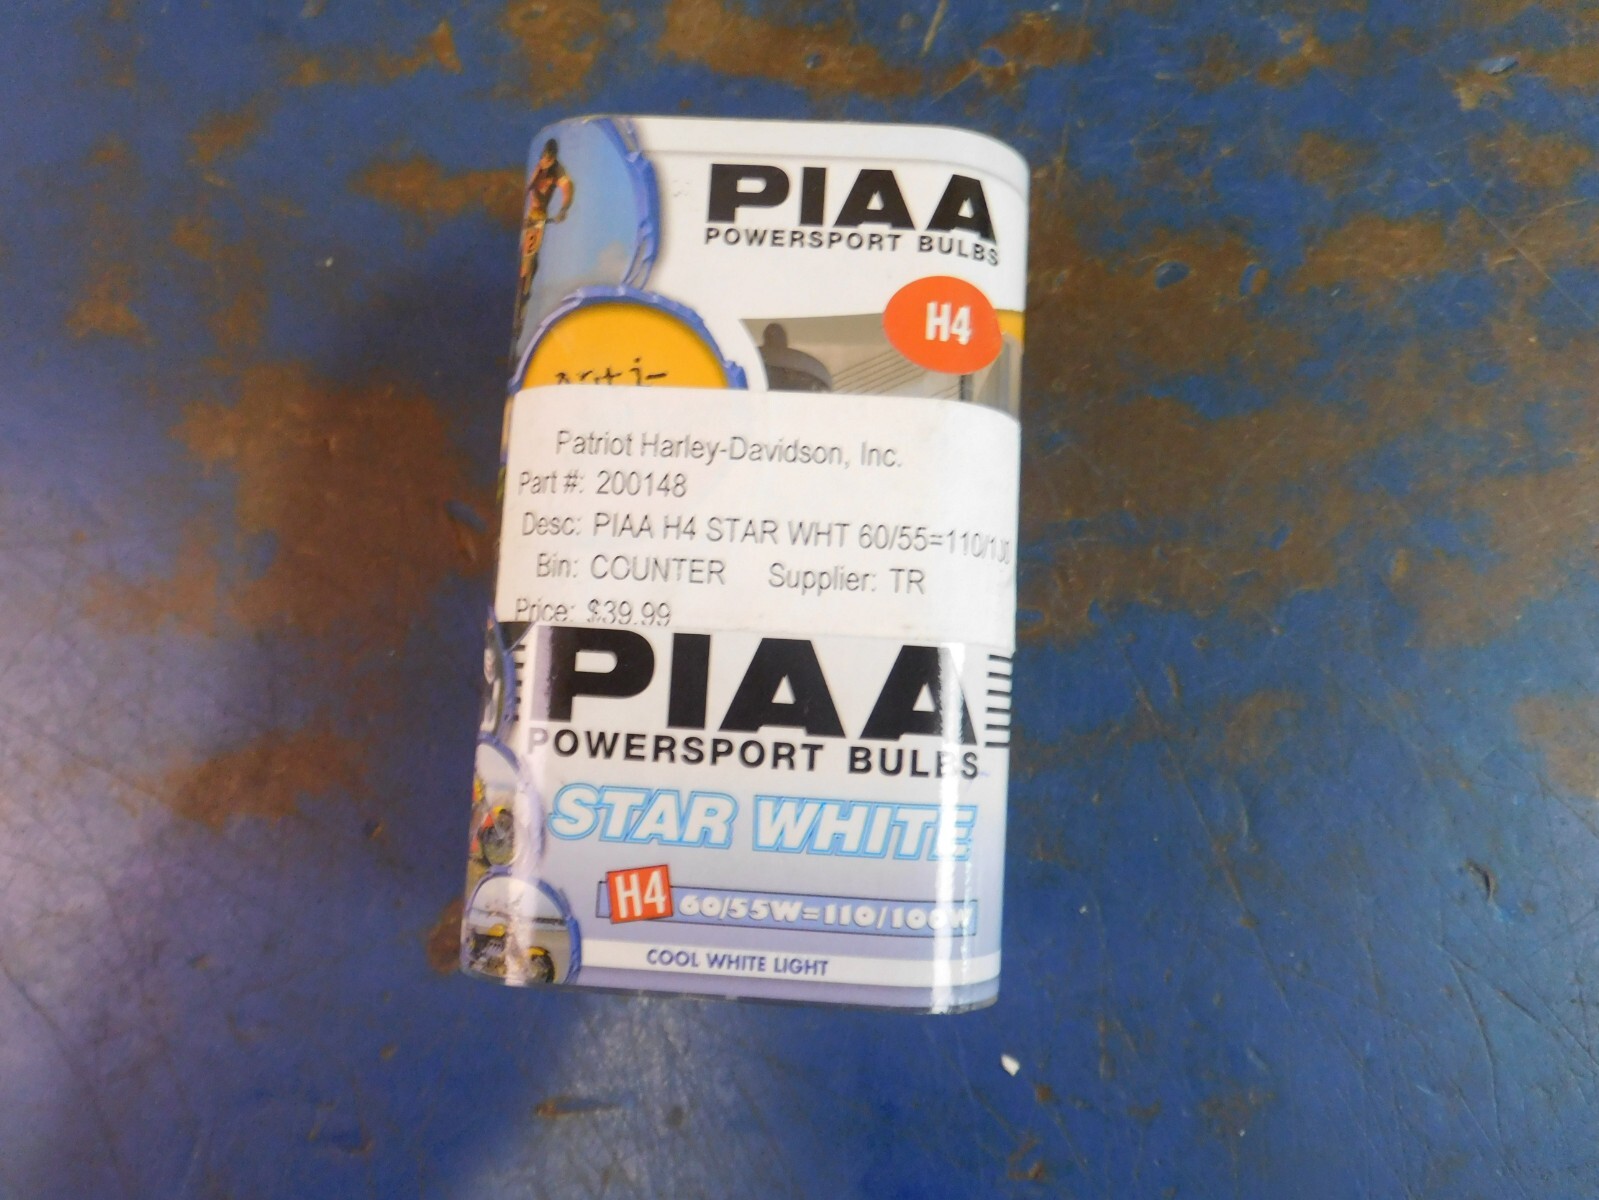 PIAA
POWERSPORT BULBS
H4
Patriot Harley-Davidson, Inc.
Part #: 200148
Desc: PIAA H4 STAR WHT 60/55=110/100
Bin: COUNTER Supplier: TR
Price: $39.99
PIAA
POWERSPORT BULBS
STAR WHITE
H4 60/55W=110/100W
COOL WHITE LIGHT